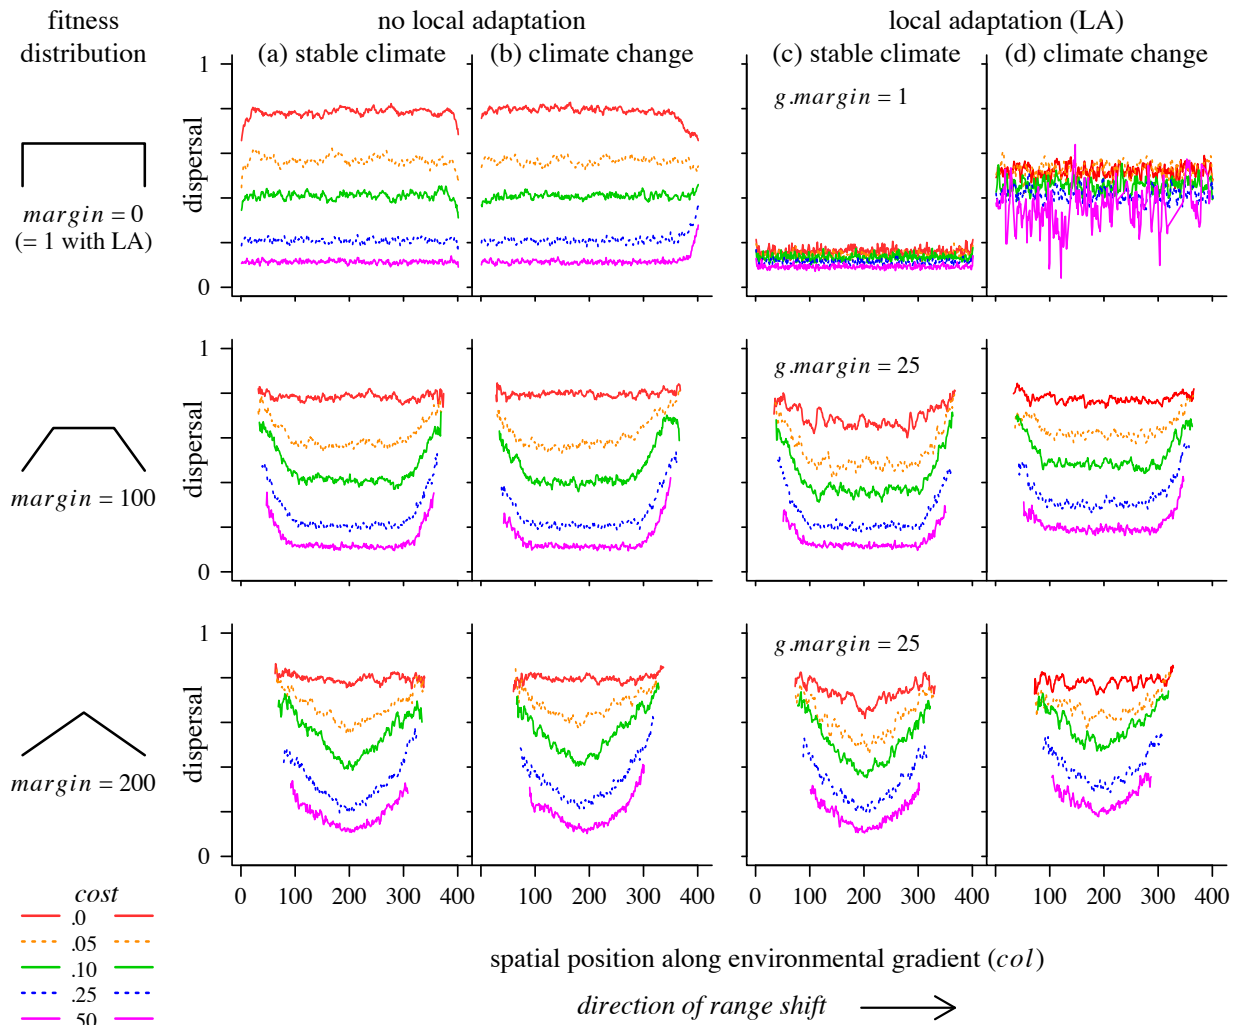 fitness
distribution
no local adaptation
local adaptation (LA)
(a) stable climate
(b) climate change
(c) stable climate
(d) climate change
margin = 0
(= 1 with LA)
dispersal
1
0
g.margin = 1
margin = 100
dispersal
1
0
g.margin = 25
margin = 200
dispersal
1
0
g.margin = 25
0 100 200 300 400
100 200 300 400
0 100 200 300 400
100 200 300 400
cost
.0
.05
.10
.25
.50
spatial position along environmental gradient (col)
direction of range shift